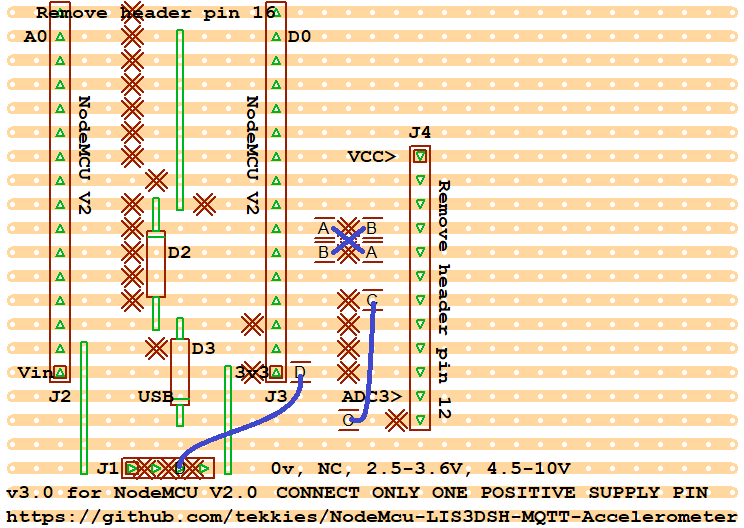 Remove header pin 16
A0
D0
NodeMCU V2
NodeMCU V2
J4
VCC>
Remove header pin 12
A
B
B
A
D2
C
D3
Vin
3v3
D
J2
USB
J3
ADC3>
C
J1
0v, NC, 2.5-3.6V, 4.5-10V
v3.0 for NodeMCU V2.0 CONNECT ONLY ONE POSITIVE SUPPLY PIN
https://github.com/tekkies/NodeMcu-LIS3DSH-MQTT-Accelerometer